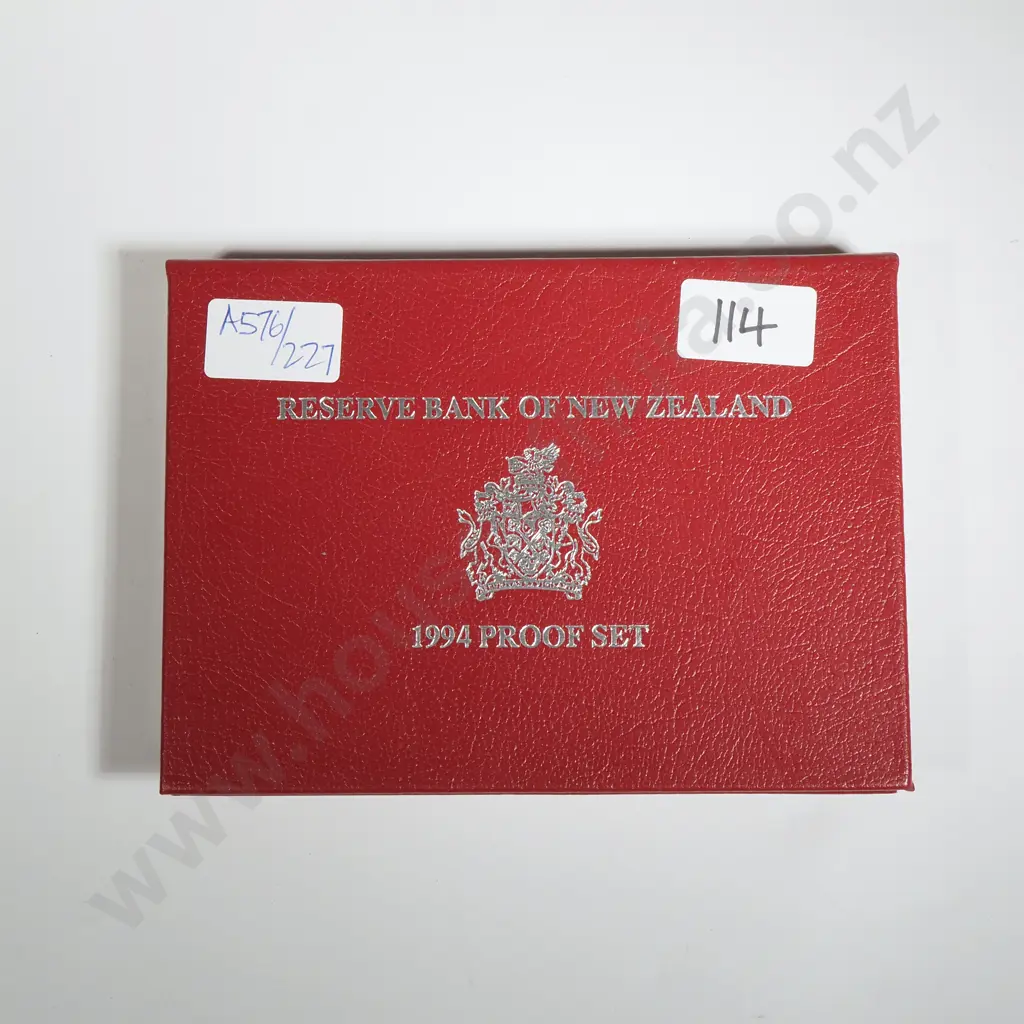 A576/
/227
114
RESERVE BANK OF NEW ZEALAND
1994 PROOF SET